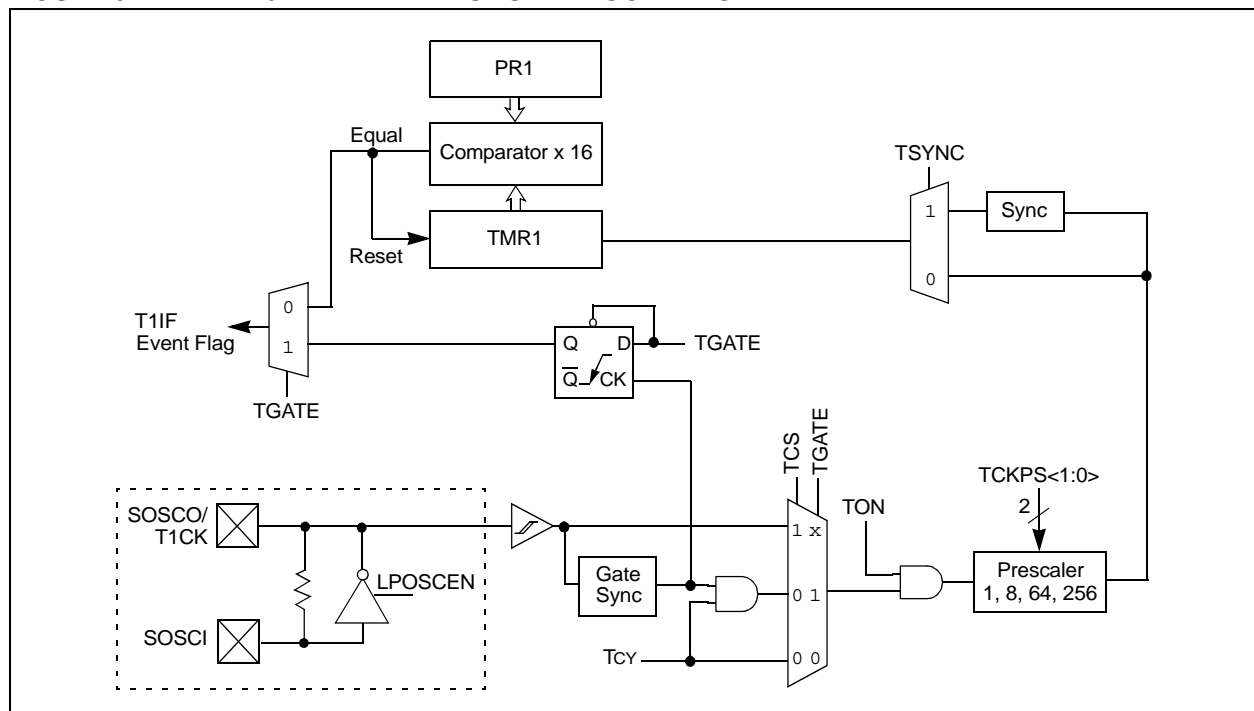 PR1
Equal
Comparator x 16
TSYNC
1
Sync
TMR1
Reset
0
0
T1IF
Event Flag
1
Q
D
TGATE
Q
CK
TGATE
TCS
TGATE
TCKPS<1:0>
2
TON
SOSCO/
T1CK
1 x
LPOSCEN
Gate
Sync
0 1
Prescaler
1, 8, 64, 256
SOSCI
TCY
0 0